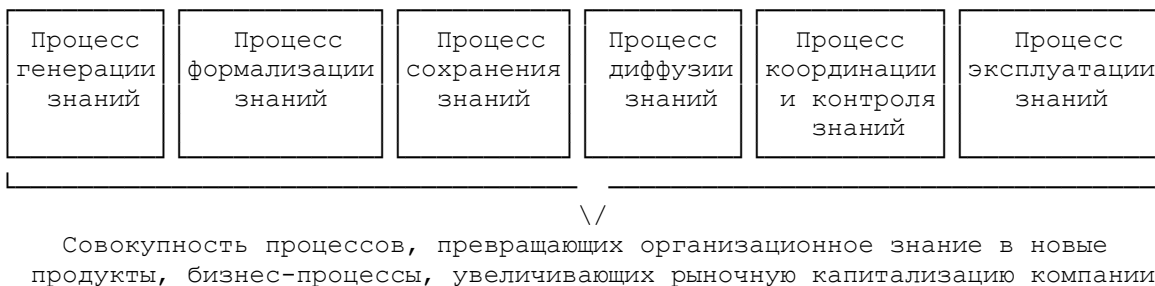 Процесс
генерации
знаний
Процесс
формализации
знаний
Процесс
сохранения
знаний
Процесс
диффузии
знаний
Процесс
координации
и контроля
знаний
Процесс
эксплуатации
знаний
\/
Совокупность процессов, превращающих организационное знание в новые
продукты, бизнес-процессы, увеличивающих рыночную капитализацию компании